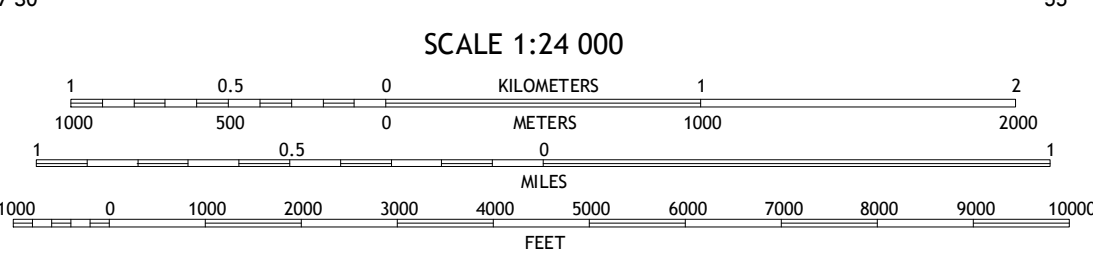 SCALE 1:24 000
1 0.5 0 KILOMETERS 1 2
1000 500 0 METERS 1000 2000
1 0.5 0 1
MILES
1000 0 1000 2000 3000 4000 5000 6000 7000 8000 9000 10000
FEET